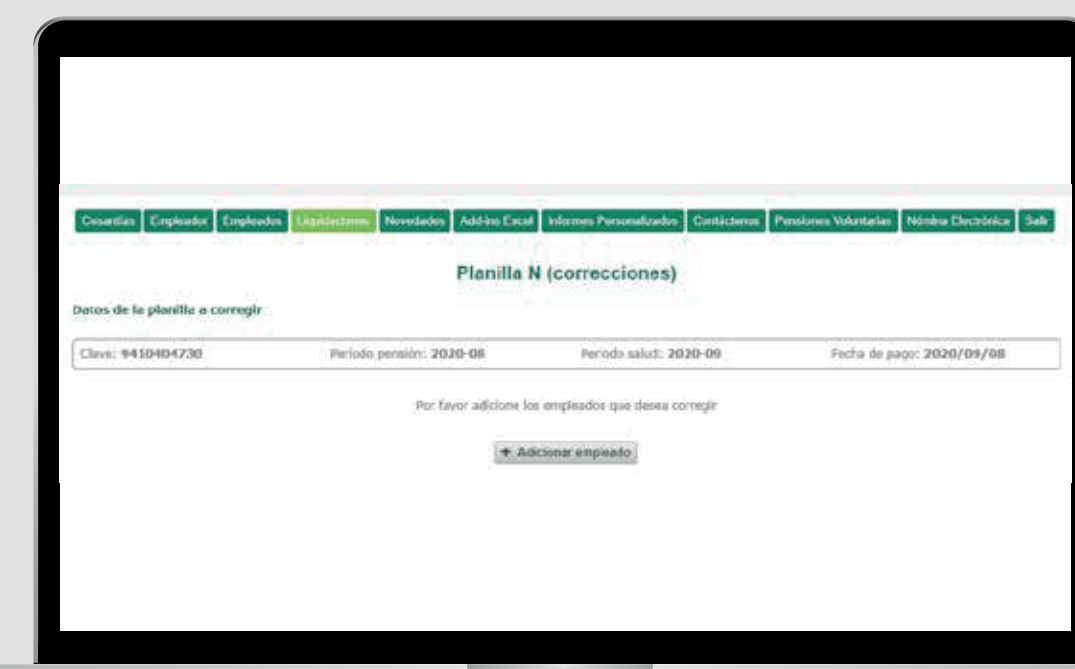 Cesantías Empleador Empleados Liquidaciones Novedades Add-ins Excel Informes Personalizados Contáctenos Pensiones Voluntarias Nómina Electrónica Salir
Planilla N (correcciones)
Datos de la planilla a corregir
Clave: 9410404730 Periodo pensión: 2020-08 Periodo salud: 2020-09 Fecha de pago: 2020/09/08
Por favor adicione los empleados que desea corregir
+ Adicionar empleado